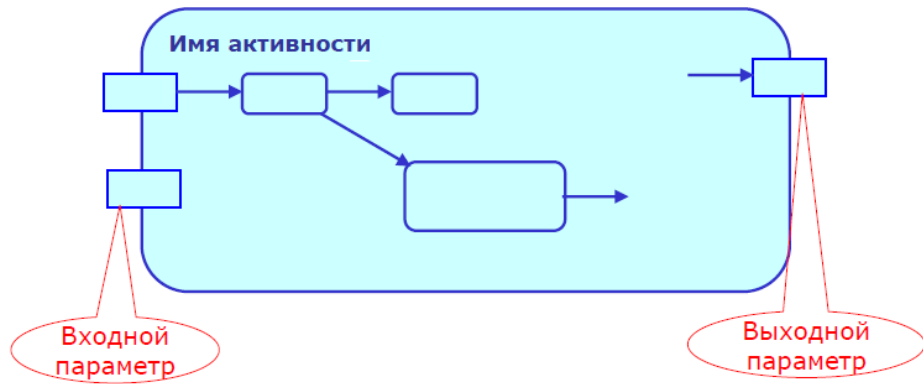 Имя активности
Входной
параметр
Выходной
параметр